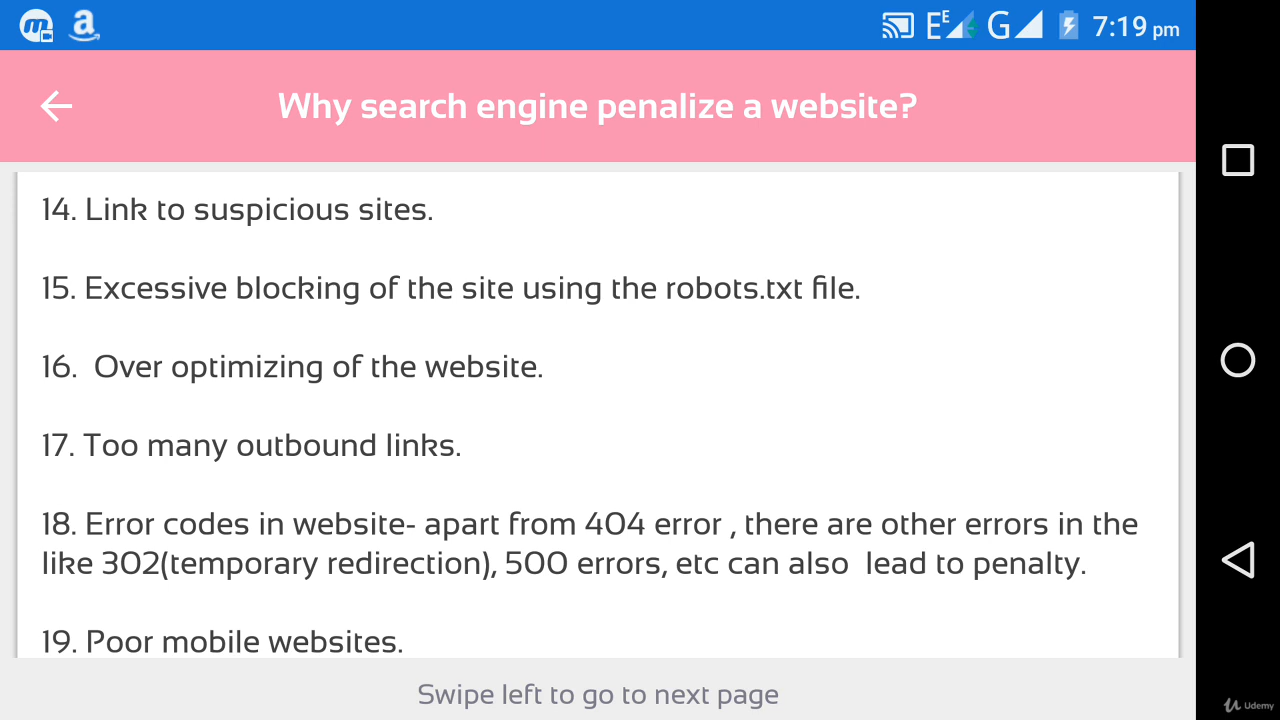 7:19 pm
Why search engine penalize a website?
14. Link to suspicious sites.
15. Excessive blocking of the site using the robots.txt file.
16.  Over optimizing of the website.
17. Too many outbound links.
18. Error codes in website- apart from 404 error , there are other errors in the
like 302(temporary redirection), 500 errors, etc can also  lead to penalty.
19. Poor mobile websites.
Swipe left to go to next page
Udemy